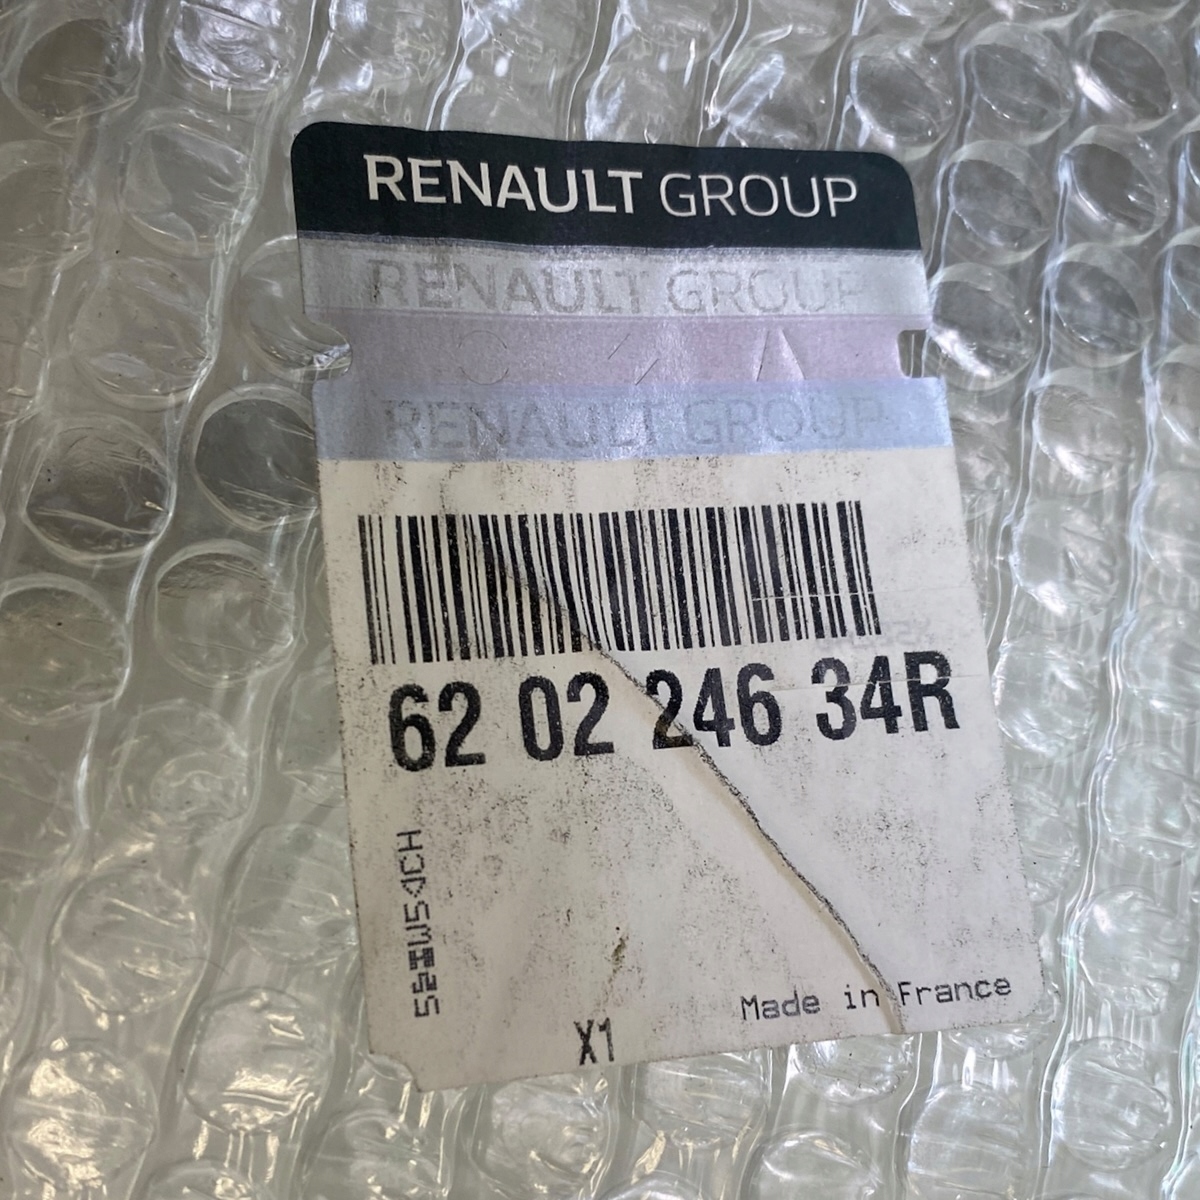 RENAULT GROUP
RENAULT GROUP
RENAULT GROUP
62 02 246 34R
X1
Made in France